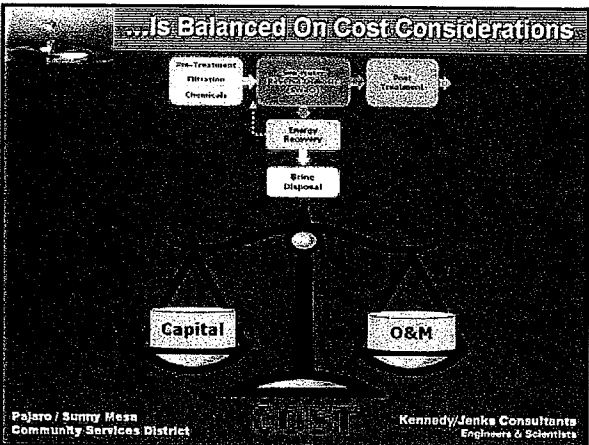 ...Is Balanced On Cost Considerations
Pre-Treatment
Filtration
Chemicals
Post
Treatment
Energy
Recovery
Brine
Disposal
Capital
O&M
COST
Pajaro / Sunny Mesa
Community Services District
Kennedy/Jenks Consultants
Engineers & Scientists